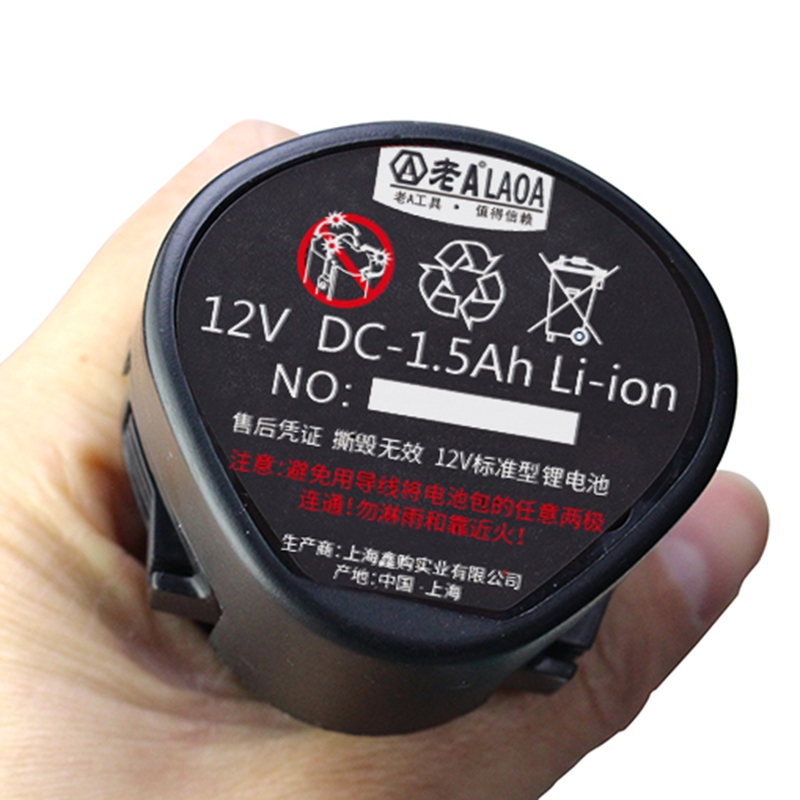 老A®LAOA
老A工具 · 值得信赖
12V DC-1.5Ah Li-ion
NO:
售后凭证 撕毁无效 12V标准型锂电池
注意:避免用导线将电池包的任意两极
连通!勿淋雨和靠近火!
生产商:上海鑫购实业有限公司
产地:中国·上海